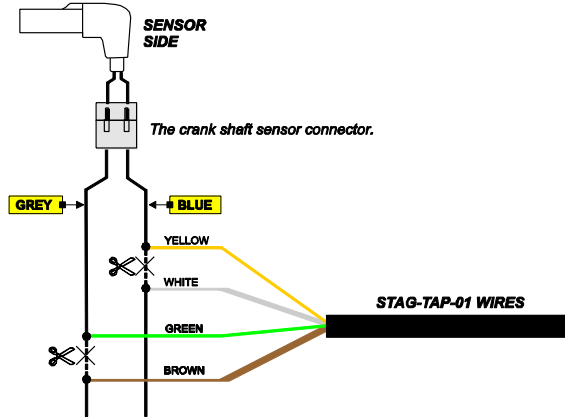 SENSOR
SIDE
The crank shaft sensor connector.
GREY
BLUE
YELLOW
WHITE
STAG-TAP-01 WIRES
GREEN
BROWN